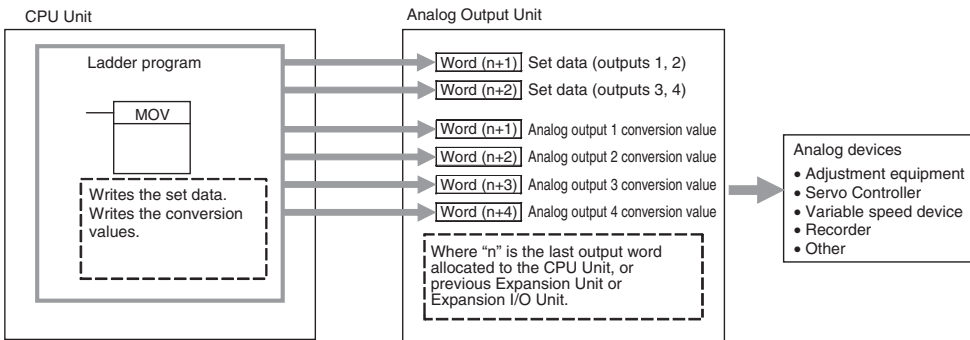 CPU Unit
Ladder program
MOV
Writes the set data.
Writes the conversion
values.
Analog Output Unit
Word (n+1) Set data (outputs 1, 2)
Word (n+2) Set data (outputs 3, 4)
Word (n+1) Analog output 1 conversion value
Word (n+2) Analog output 2 conversion value
Word (n+3) Analog output 3 conversion value
Word (n+4) Analog output 4 conversion value
Where “n” is the last output word
allocated to the CPU Unit, or
previous Expansion Unit or
Expansion I/O Unit.
Analog devices
• Adjustment equipment
• Servo Controller
• Variable speed device
• Recorder
• Other